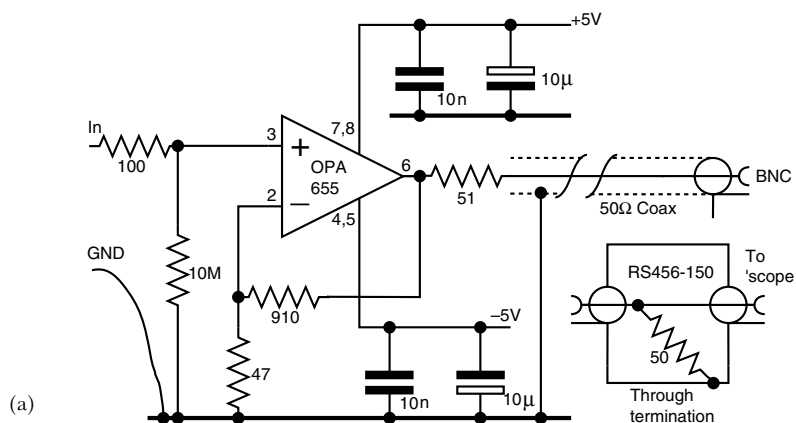 +5V
10n
10µ
In
100
3
+
7,8
OPA
655
6
2
−
4,5
51
50Ω Coax
BNC
GND
10M
910
47
−5V
10n
10µ
RS456-150
To
'scope
50
Through
termination
(a)